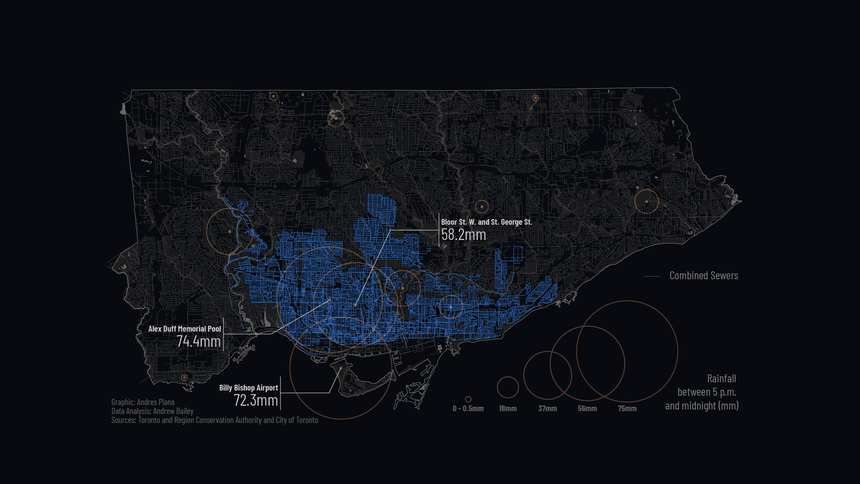 Bloor St. W. and St. George St.
58.2mm
Combined Sewers
Alex Duff Memorial Pool
74.4mm
Billy Bishop Airport
72.3mm
Rainfall
between 5 p.m.
and midnight (mm)
0 - 0.5mm 18mm 37mm 56mm 75mm
Graphic: Andres Plana
Data Analysis: Andrew Bailey
Sources: Toronto and Region Conservation Authority and City of Toronto